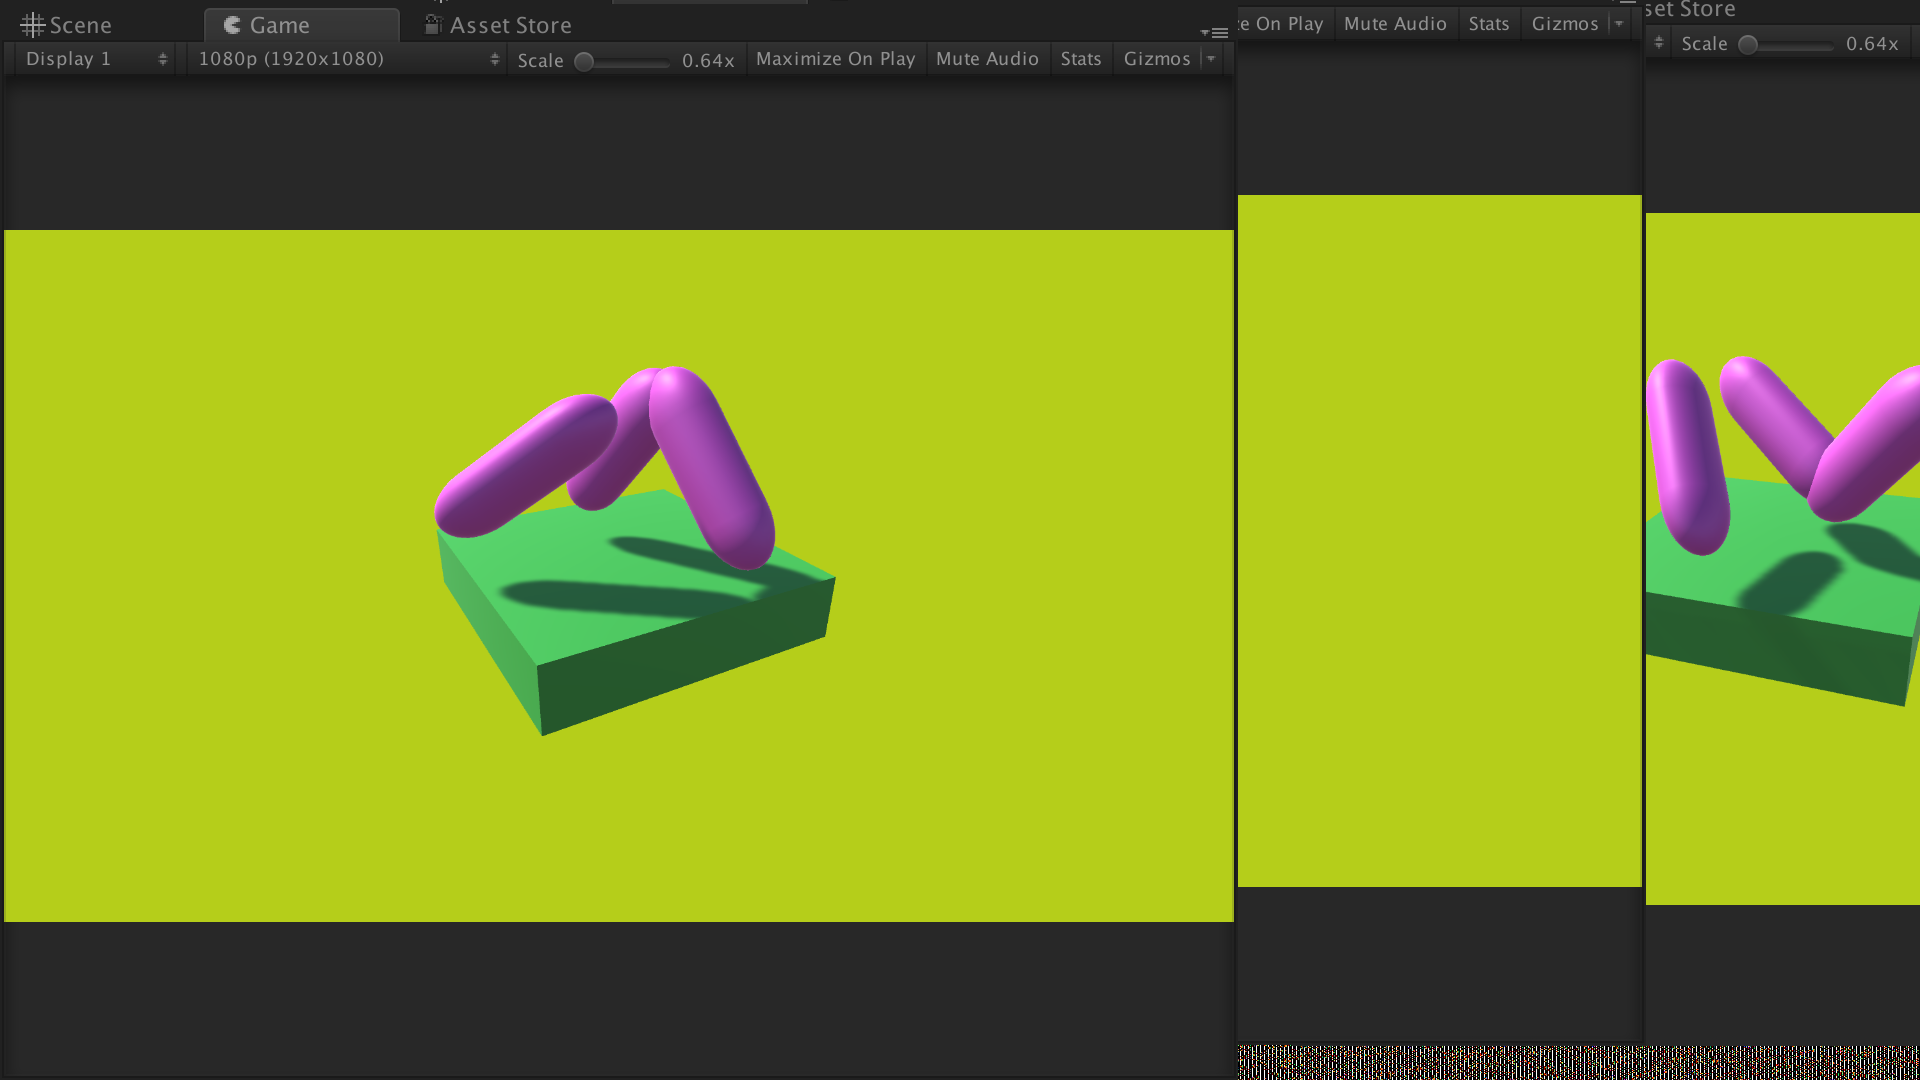 Scene Game Asset Store
Display 1 1080p (1920x1080) Scale 0.64x Maximize On Play Mute Audio Stats Gizmos
e On Play Mute Audio Stats Gizmos
set Store
Scale 0.64x